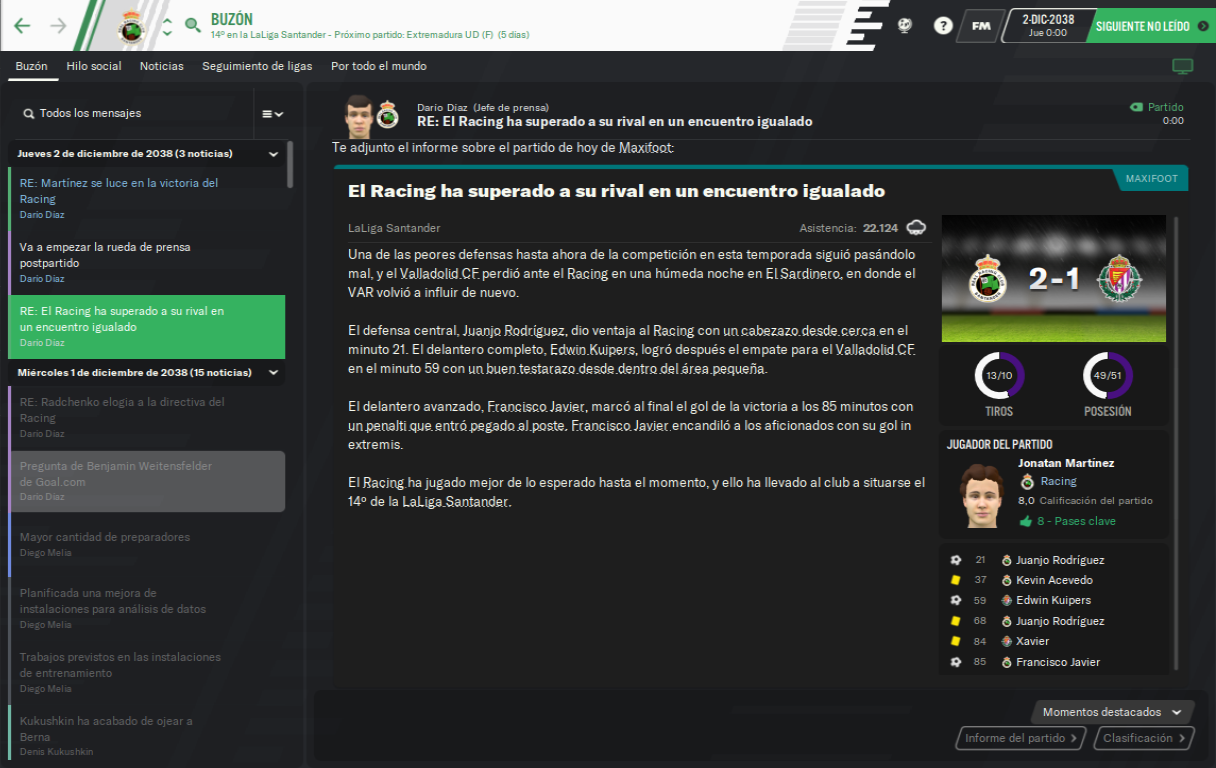 BUZÓN
14º en la LaLiga Santander - Próximo partido: Extremadura UD (F) (5 días)
?
FM
2-DIC-2038
Jue 0:00
SIGUIENTE NO LEÍDO
Buzón Hilo social Noticias Seguimiento de ligas Por todo el mundo
Todos los mensajes
Jueves 2 de diciembre de 2038 (3 noticias)
RE: Martínez se luce en la victoria del
Racing
Darío Díaz
Va a empezar la rueda de prensa
postpartido
Darío Díaz
RE: El Racing ha superado a su rival en
un encuentro igualado
Darío Díaz
Miércoles 1 de diciembre de 2038 (15 noticias)
RE: Radchenko elogia a la directiva del
Racing
Darío Díaz
Pregunta de Benjamin Weitensfelder
de Goal.com
Darío Díaz
Mayor cantidad de preparadores
Diego Melia
Planificada una mejora de
instalaciones para análisis de datos
Diego Melia
Trabajos previstos en las instalaciones
de entrenamiento
Diego Melia
Kukushkin ha acabado de ojear a
Berna
Denis Kukushkin
Darío Díaz (Jefe de prensa)
RE: El Racing ha superado a su rival en un encuentro igualado
Partido
0:00
Te adjunto el informe sobre el partido de hoy de Maxifoot:
El Racing ha superado a su rival en un encuentro igualado
MAXIFOOT
LaLiga Santander
Asistencia: 22.124
Una de las peores defensas hasta ahora de la competición en esta temporada siguió pasándolo
mal, y el Valladolid CF perdió ante el Racing en una húmeda noche en El Sardinero, en donde el
VAR volvió a influir de nuevo.
El defensa central, Juanjo Rodríguez, dio ventaja al Racing con un cabezazo desde cerca en el
minuto 21. El delantero completo, Edwin Kuipers, logró después el empate para el Valladolid CF
en el minuto 59 con un buen testarazo desde dentro del área pequeña.
El delantero avanzado, Francisco Javier, marcó al final el gol de la victoria a los 85 minutos con
un penalti que entró pegado al poste. Francisco Javier encandiló a los aficionados con su gol in
extremis.
El Racing ha jugado mejor de lo esperado hasta el momento, y ello ha llevado al club a situarse el
14º de la LaLiga Santander.
2-1
13/10
TIROS
49/51
POSESIÓN
JUGADOR DEL PARTIDO
Jonatan Martínez
Racing
8,0 Calificación del partido
8 - Pases clave
21 Juanjo Rodríguez
37 Kevin Acevedo
59 Edwin Kuipers
68 Juanjo Rodríguez
84 Xavier
85 Francisco Javier
Momentos destacados
Informe del partido
Clasificación